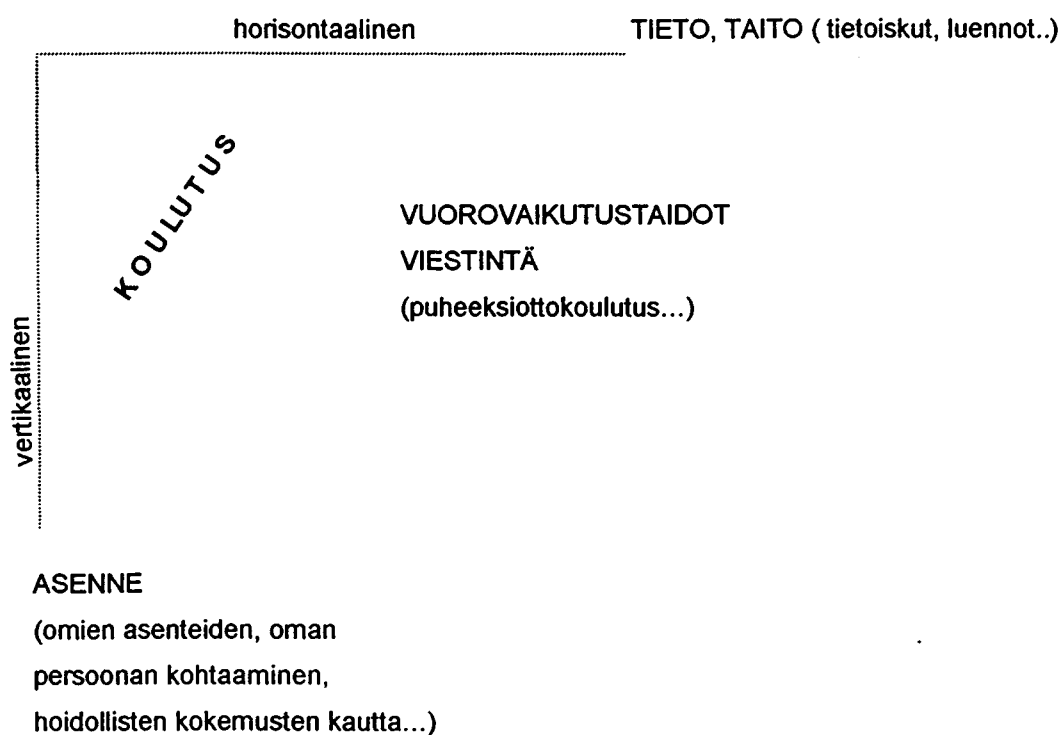 horisontaalinen
TIETO, TAITO ( tietoiskut, luennot..)
KOULUTUS
VUOROVAIKUTUSTAIDOT
VIESTINTÄ
(puheeksiottokoulutus...)
vertikaalinen
ASENNE
(omien asenteiden, oman
persoonan kohtaaminen,
hoidollisten kokemusten kautta...)